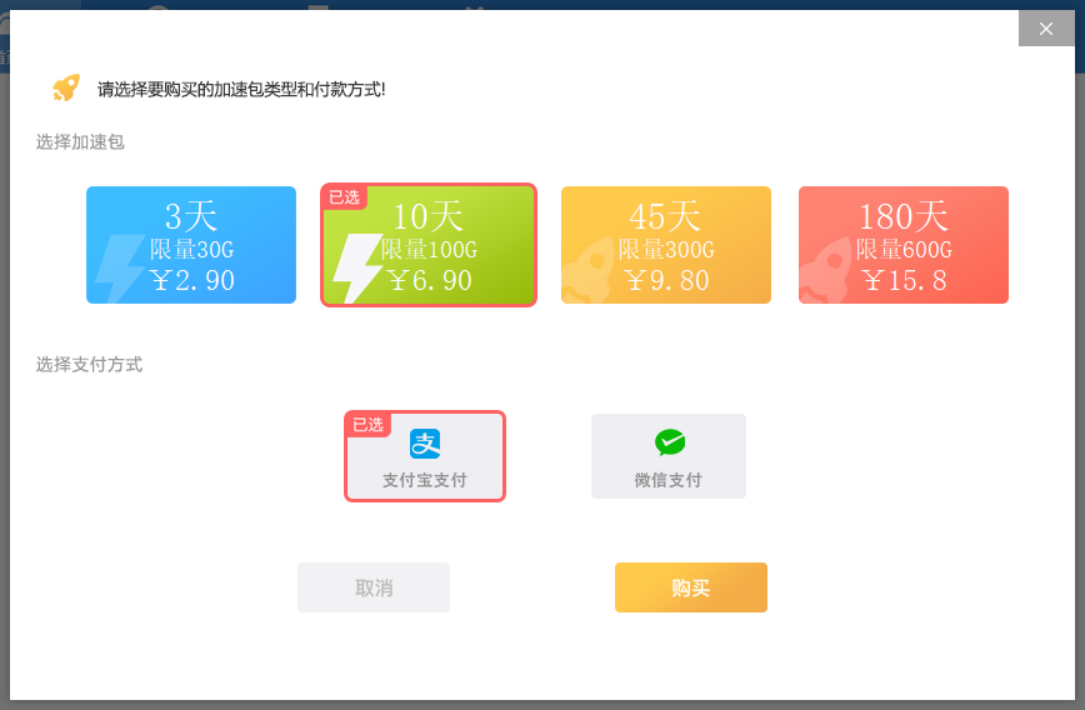 请选择要购买的加速包类型和付款方式!
选择加速包
3天
限量30G
￥2.90
已选
10天
限量100G
￥6.90
45天
限量300G
￥9.80
180天
限量600G
￥15.8
选择支付方式
已选
支
支付宝支付
微信支付
取消
购买